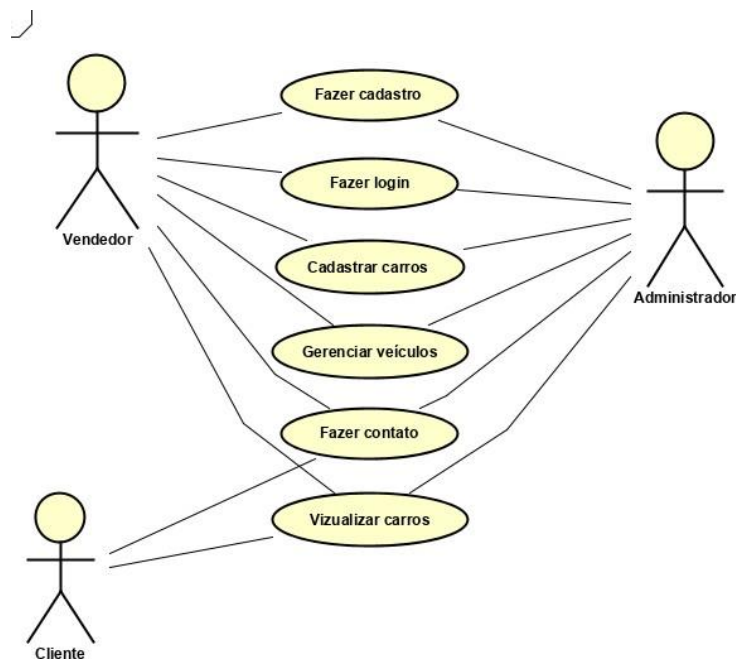 Fazer cadastro
Fazer login
Vendedor
Cadastrar carros
Administrador
Gerenciar veículos
Fazer contato
Vizualizar carros
Cliente